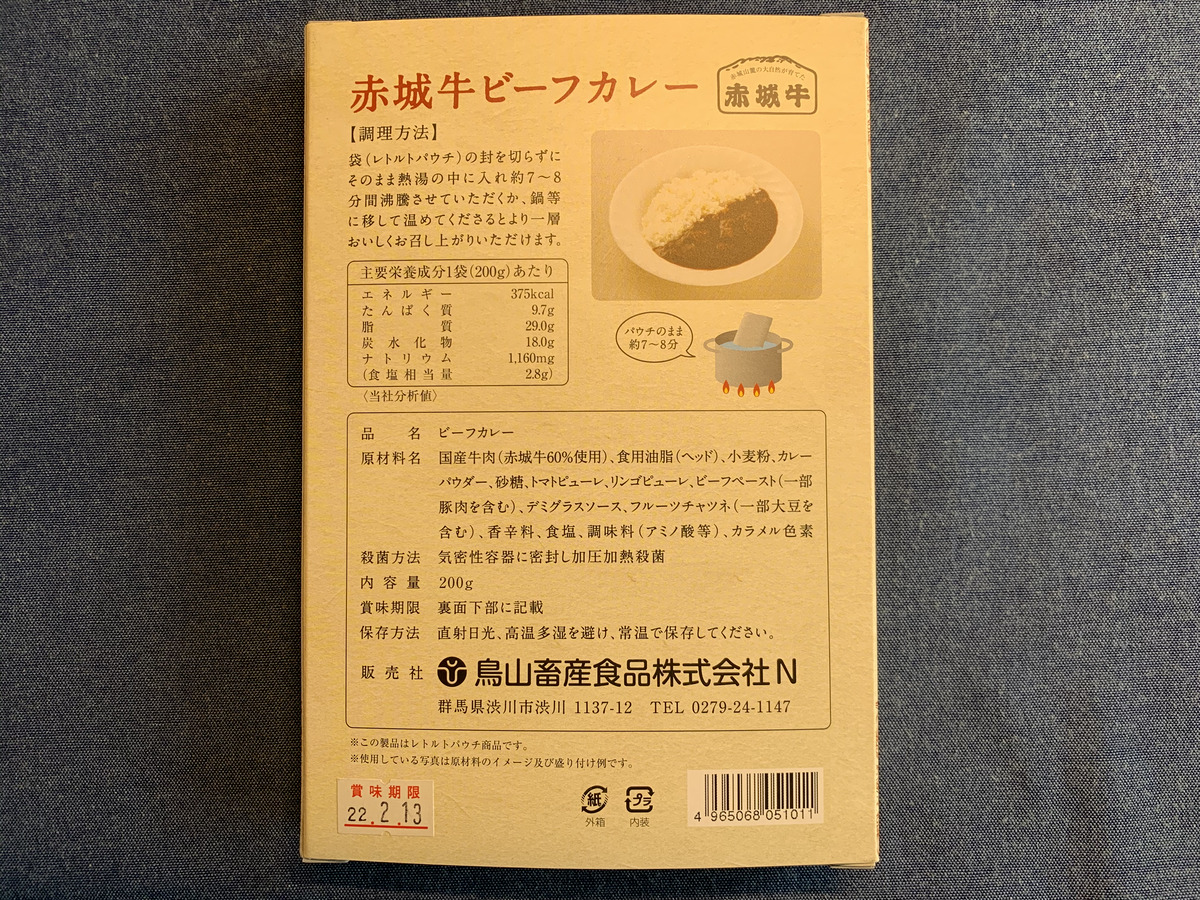 赤城牛ビーフカレー
赤城山麓の大自然が育てた
赤城牛
【調理方法】
袋(レトルトパウチ)の封を切らずに
そのまま熱湯の中に入れ約7〜8
分間沸騰させていただくか、鍋等
に移して温めてくださるとより一層
おいしくお召し上がりいただけます。
主要栄養成分1袋(200g)あたり
エネルギー 375kcal
たんぱく質 9.7g
脂質 29.0g
炭水化物 18.0g
ナトリウム 1,160mg
(食塩相当量 2.8g)
〈当社分析値〉
パウチのまま
約7〜8分
品名 ビーフカレー
原材料名 国産牛肉(赤城牛60%使用)、食用油脂(ヘッド)、小麦粉、カレー
パウダー、砂糖、トマトピューレ、リンゴピューレ、ビーフペースト(一部
豚肉を含む)、デミグラスソース、フルーツチャツネ(一部大豆を
含む)、香辛料、食塩、調味料(アミノ酸等)、カラメル色素
殺菌方法 気密性容器に密封し加圧加熱殺菌
内容量 200g
賞味期限 裏面下部に記載
保存方法 直射日光、高温多湿を避け、常温で保存してください。
販売社 鳥山畜産食品株式会社N
群馬県渋川市渋川 1137-12 TEL 0279-24-1147
※この製品はレトルトパウチ商品です。
※使用している写真は原材料のイメージ及び盛り付け例です。
賞味期限
22.2.13
紙
外箱
プラ
内装
4 965068 051011